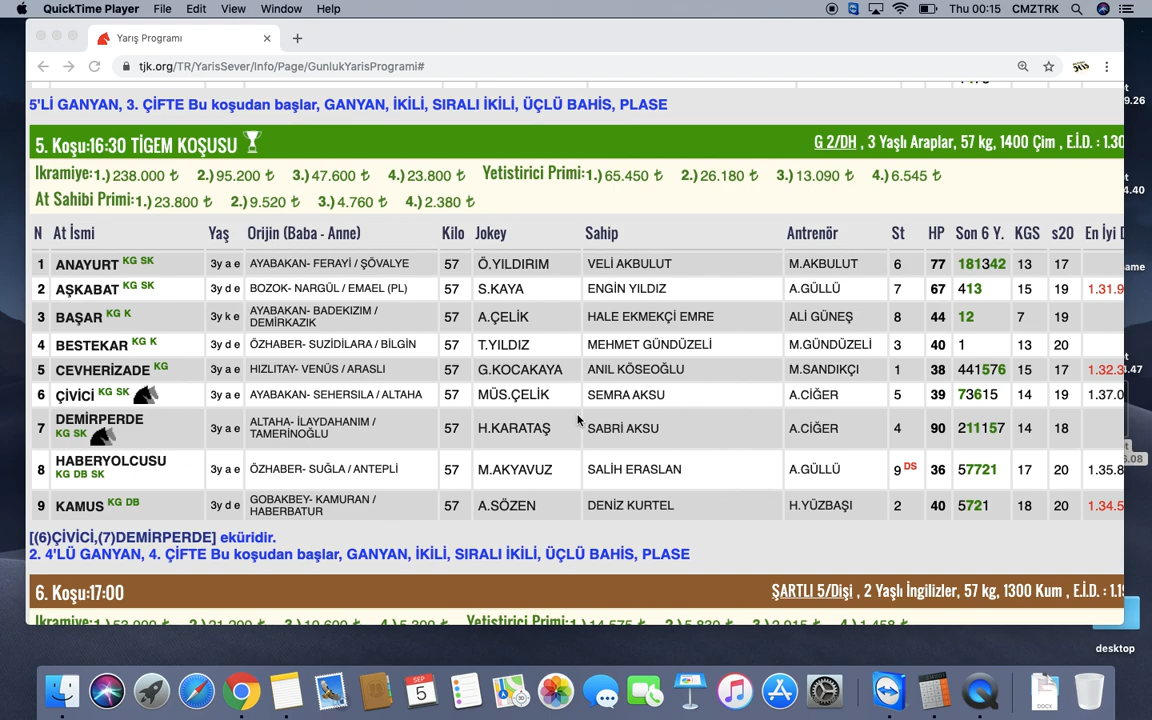 QuickTime Player File Edit View Window Help Thu 00:15 CMZTRK
Yarış Programı
tjk.org/TR/YarisSever/Info/Page/GunlukYarisProgrami#
5'Lİ GANYAN, 3. ÇİFTE Bu koşudan başlar, GANYAN, İKİLİ, SIRALI İKİLİ, ÜÇLÜ BAHİS, PLASE
5. Koşu:16:30 TİGEM KOŞUSU G 2/DH , 3 Yaşlı Araplar, 57 kg, 1400 Çim , E.İ.D. : 1.30
Ikramiye:1.) 238.000 ₺ 2.) 95.200 ₺ 3.) 47.600 ₺ 4.) 23.800 ₺ Yetistirici Primi:1.) 65.450 ₺ 2.) 26.180 ₺ 3.) 13.090 ₺ 4.) 6.545 ₺
At Sahibi Primi:1.) 23.800 ₺ 2.) 9.520 ₺ 3.) 4.760 ₺ 4.) 2.380 ₺
N At İsmi Yaş Orijin (Baba - Anne) Kilo Jokey Sahip Antrenör St HP Son 6 Y. KGS s20 En İyi
1 ANAYURT KG SK 3y a e AYABAKAN- FERAYİ / ŞÖVALYE 57 Ö.YILDIRIM VELİ AKBULUT M.AKBULUT 6 77 181342 13 17
2 AŞKABAT KG SK 3y d e BOZOK- NARGÜL / EMAEL (PL) 57 S.KAYA ENGİN YILDIZ A.GÜLLÜ 7 67 413 15 19 1.31.9
3 BAŞAR KG K 3y k e AYABAKAN- BADEKIZIM /
DEMİRKAZIK 57 A.ÇELİK HALE EKMEKÇİ EMRE ALİ GÜNEŞ 8 44 12 7 19
4 BESTEKAR KG K 3y d e ÖZHABER- SUZİDİLARA / BİLGİN 57 T.YILDIZ MEHMET GÜNDÜZELİ M.GÜNDÜZELİ 3 40 1 13 20
5 CEVHERİZADE KG 3y a e HIZLITAY- VENÜS / ARASLI 57 G.KOCAKAYA ANIL KÖSEOĞLU M.SANDIKÇI 1 38 441576 15 17 1.32.3
6 ÇİVİCİ KG SK 3y a e AYABAKAN- SEHERSILA / ALTAHA 57 MÜS.ÇELİK SEMRA AKSU A.CİĞER 5 39 73615 14 19 1.37.0
7 DEMİRPERDE
KG SK 3y a e ALTAHA- İLAYDAHANIM /
TAMERİNOĞLU 57 H.KARATAŞ SABRİ AKSU A.CİĞER 4 90 211157 14 18
8 HABERYOLCUSU
KG DB SK 3y a e ÖZHABER- SUĞLA / ANTEPLİ 57 M.AKYAVUZ SALİH ERASLAN A.GÜLLÜ 9 DS 36 57721 17 20 1.35.8
9 KAMUS KG DB 3y d e GOBAKBEY- KAMURAN /
HABERBATUR 57 A.SÖZEN DENİZ KURTEL H.YÜZBAŞI 2 40 5721 18 20 1.34.5
[(6)ÇİVİCİ,(7)DEMİRPERDE] eküridir.
2. 4'LÜ GANYAN, 4. ÇİFTE Bu koşudan başlar, GANYAN, İKİLİ, SIRALI İKİLİ, ÜÇLÜ BAHİS, PLASE
6. Koşu:17:00 ŞARTLI 5/Dişi , 2 Yaşlı İngilizler, 57 kg, 1300 Kum , E.İ.D. : 1.1
9.26
4.40
ame
.47
6.08
desktop
SEP
5
DOCX